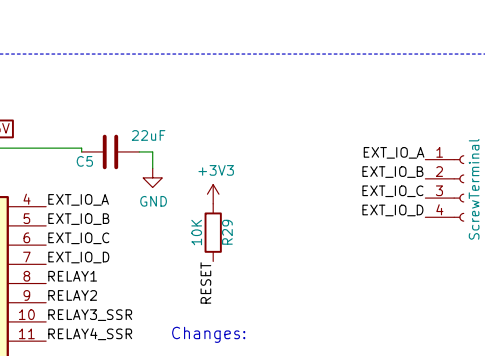 V
22uF
C5
GND
+3V3
10K
R29
RESET
4 EXT_IO_A
5 EXT_IO_B
6 EXT_IO_C
7 EXT_IO_D
8 RELAY1
9 RELAY2
10 RELAY3_SSR
11 RELAY4_SSR
EXT_IO_A 1
EXT_IO_B 2
EXT_IO_C 3
EXT_IO_D 4
ScrewTerminal
Changes: